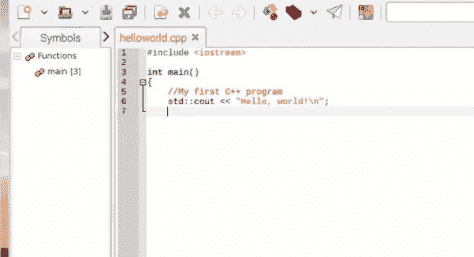 Symbols
Functions
main [3]
helloworld.cpp
1 #include <iostream>
2
3 int main()
4 {
5 //My first C++ program
6 std::cout << "Hello, world!\n";
7